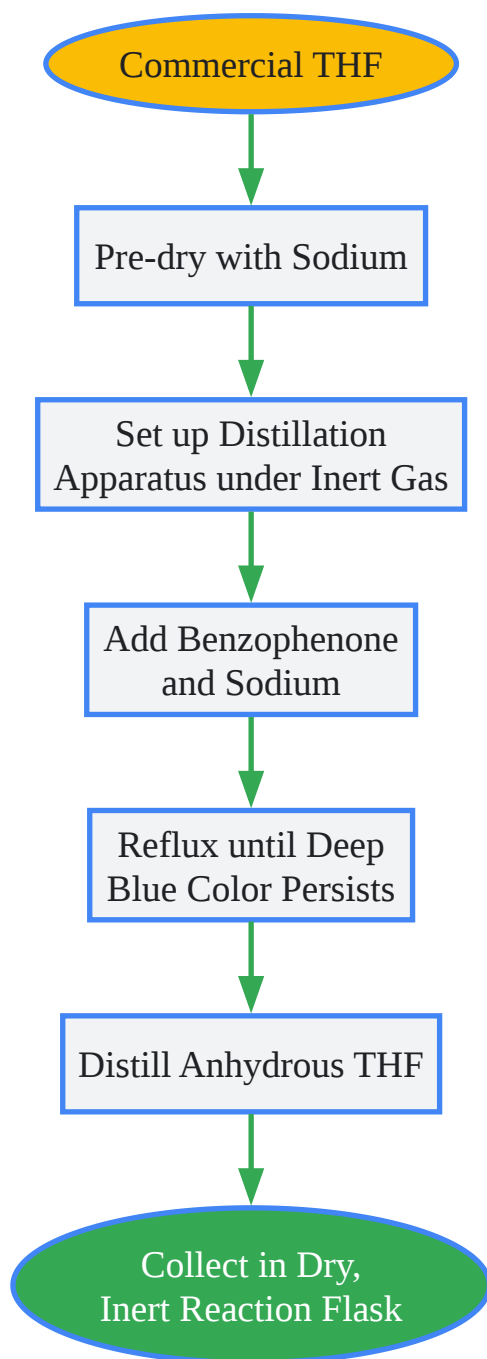 Commercial THF
Pre-dry with Sodium
Set up Distillation
Apparatus under Inert Gas
Add Benzophenone
and Sodium
Reflux until Deep
Blue Color Persists
Distill Anhydrous THF
Collect in Dry,
Inert Reaction Flask